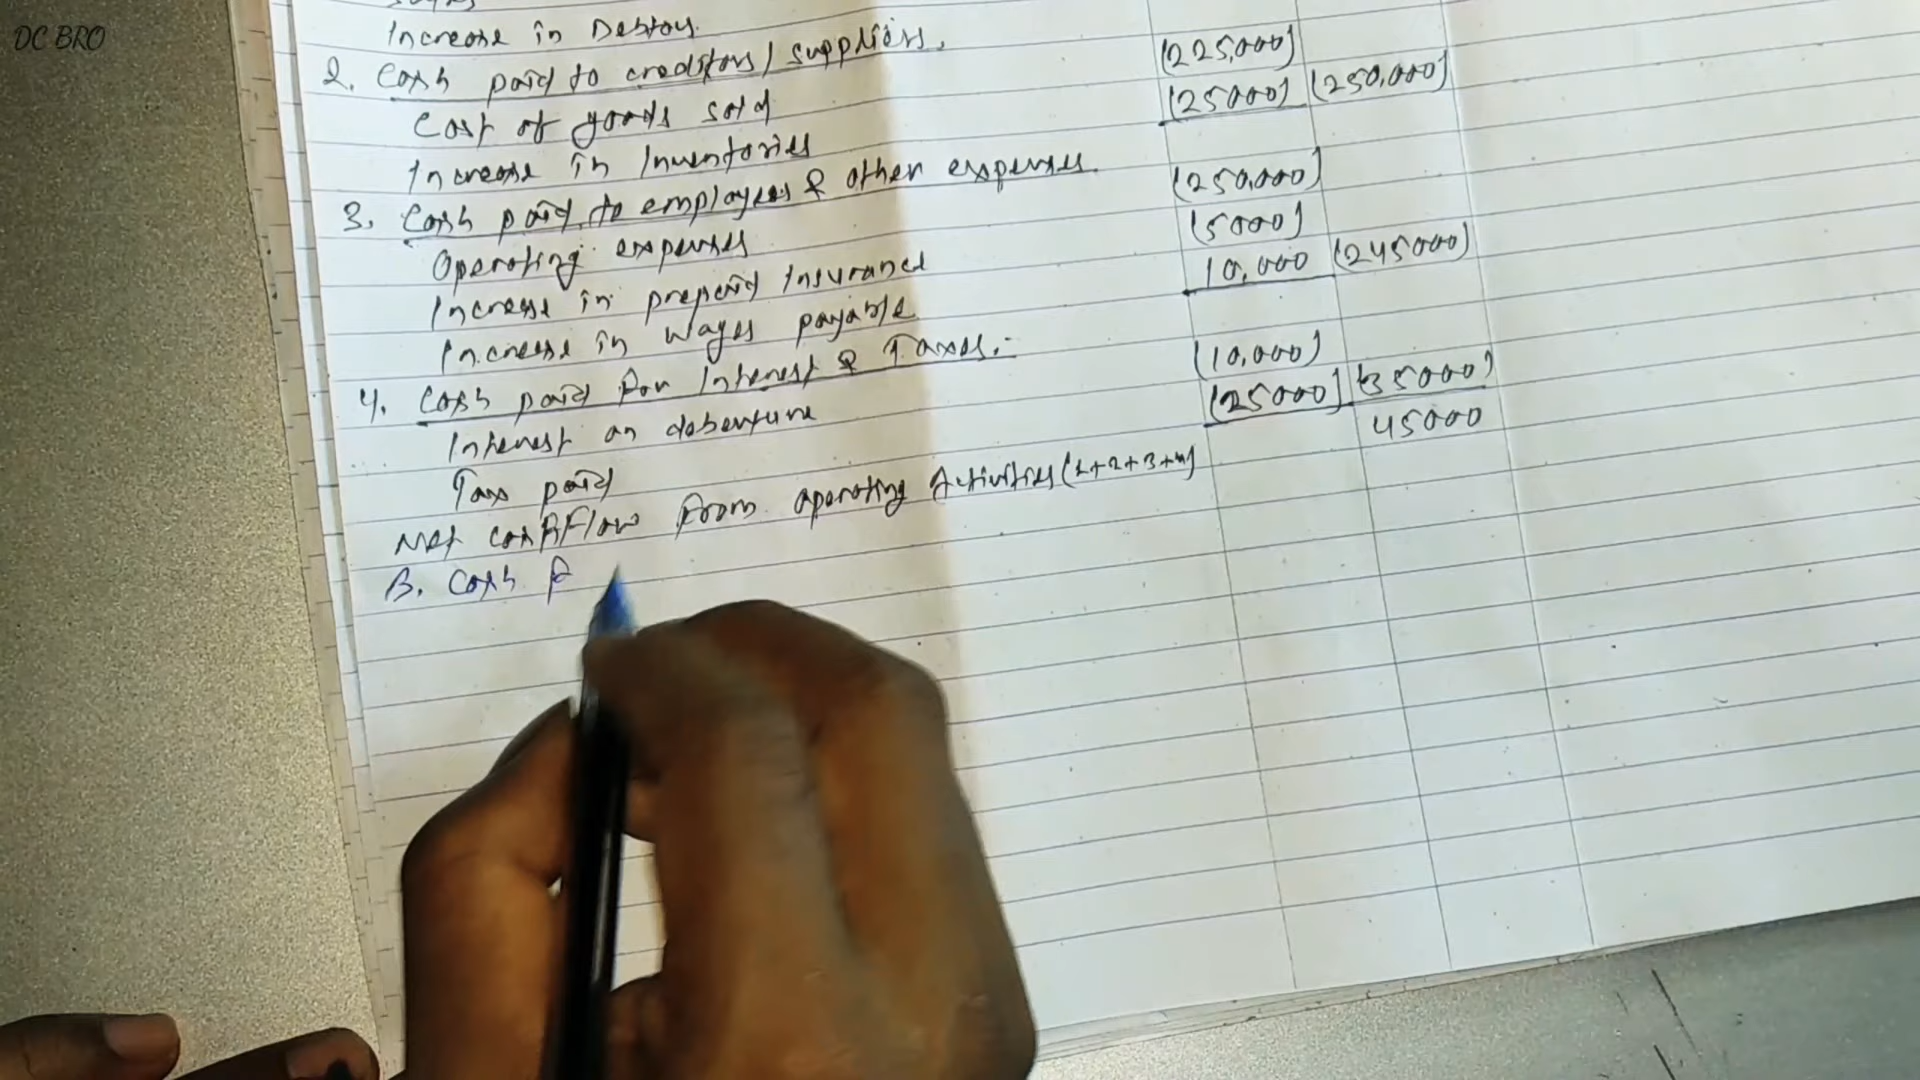 DC BRO
Increase in Debtors.
2. Cash paid to creditors / suppliers.
Cost of goods sold (225,000)
Increase in Inventories (25000) (250,000)
3. Cash paid to employees & other expenses.
Operating expenses (250,000)
Increase in prepaid Insurance (5000)
Increase in wages payable 10,000 (245000)
4. Cash paid for Interest & Taxes:-
Interest on debenture (10,000)
Tax paid (25000) (35000)
Net cashflow from operating Activities (1+2+3+4) 45000
B. Cash F